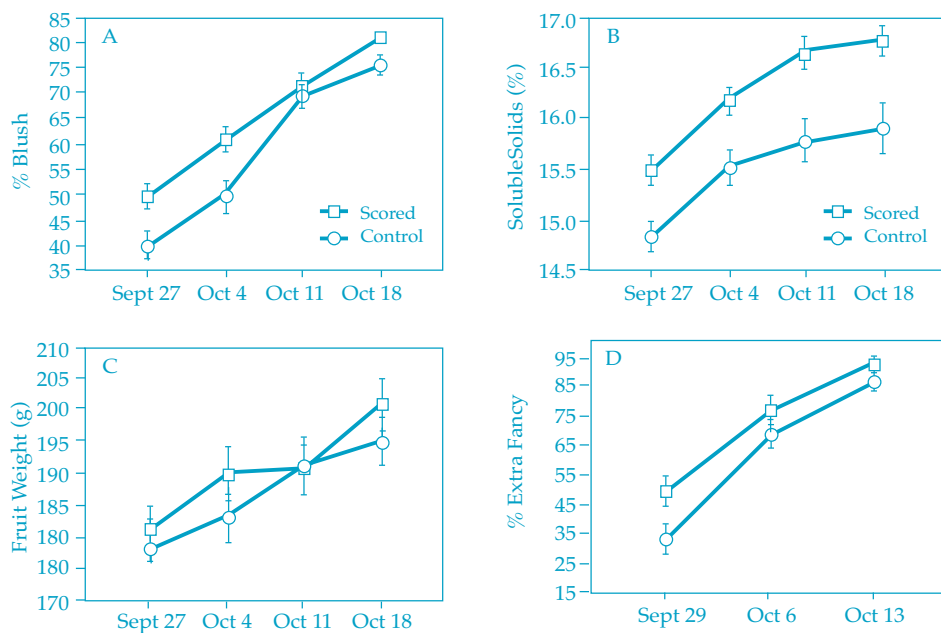 A
% Blush
85
80
75
70
65
60
55
50
45
40
35
Scored
Control
Sept 27 Oct 4 Oct 11 Oct 18
B
SolubleSolids (%)
16.0
16.5
16.0
15.5
15.0
14.5
Scored
Control
Sept 27 Oct 4 Oct 11 Oct 18
C
Fruit Weight (g)
210
205
200
190
185
180
180
170
Sept 27 Oct 4 Oct 11 Oct 18
D
% Extra Fancy
95
85
75
65
55
45
35
25
15
Sept 29 Oct 6 Oct 13